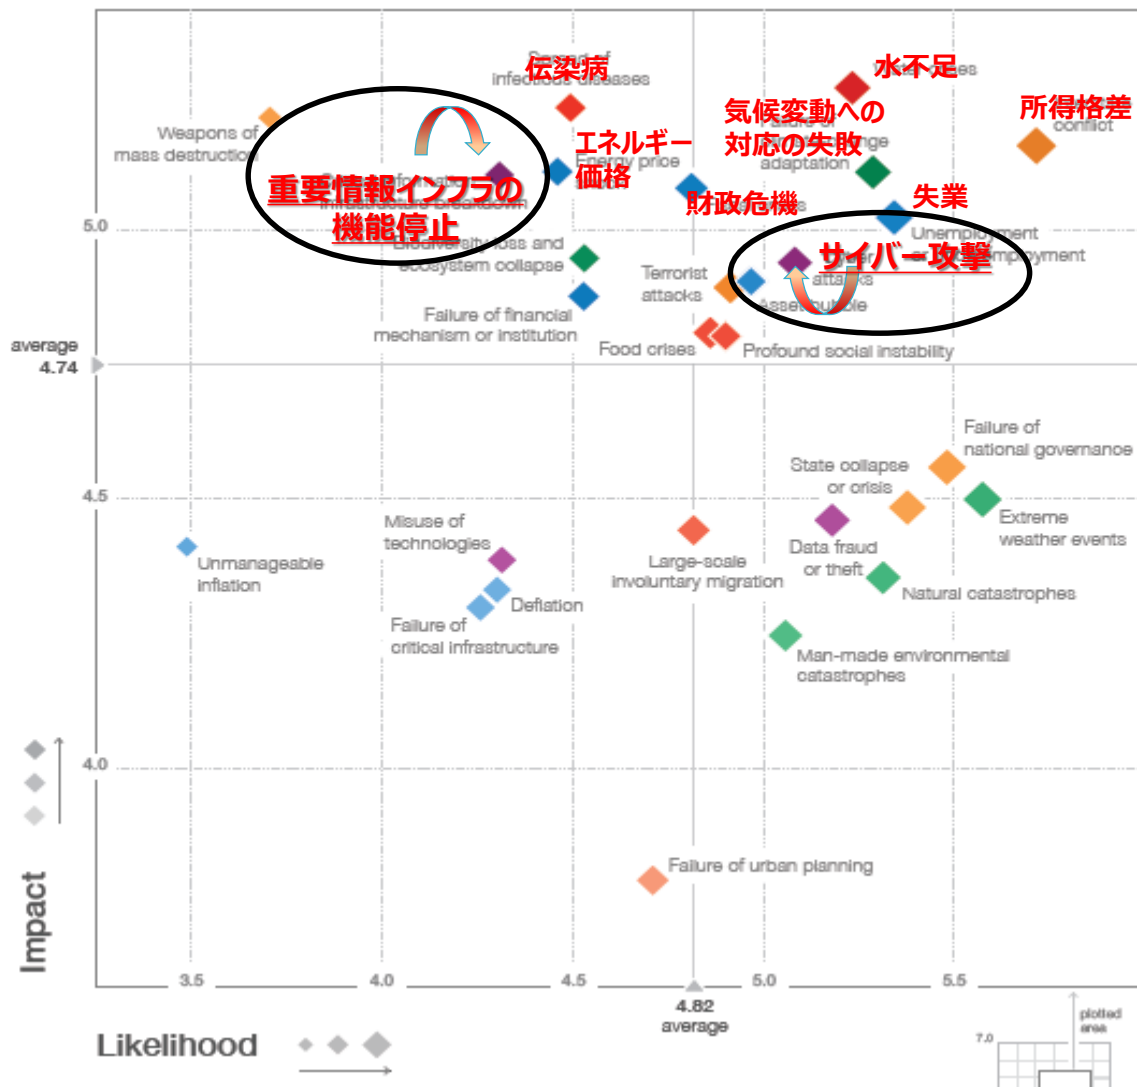 伝染病
infectious diseases
水不足
所得格差
conflict
気候変動への
対応の失敗
adaptation
Weapons of
mass destruction
エネルギー
価格
Energy price
重要情報インフラの
機能停止
財政危機
失業
5.0
Unemployment
サイバー攻撃
attacks
Biodiversity loss and
ecosystem collapse
Terrorist
attacks
Asset bubble
Failure of financial
mechanism or institution
Food crises
Profound social instability
average
4.74
Failure of
national governance
State collapse
or crisis
4.5
Extreme
weather events
Misuse of
technologies
Data fraud
or theft
Large-scale
involuntary migration
Unmanageable
inflation
Natural catastrophes
Deflation
Failure of
critical infrastructure
Man-made environmental
catastrophes
4.0
Failure of urban planning
Impact
3.5
4.0
4.5
5.0
5.5
4.82
average
Likelihood
plotted
area
7.0